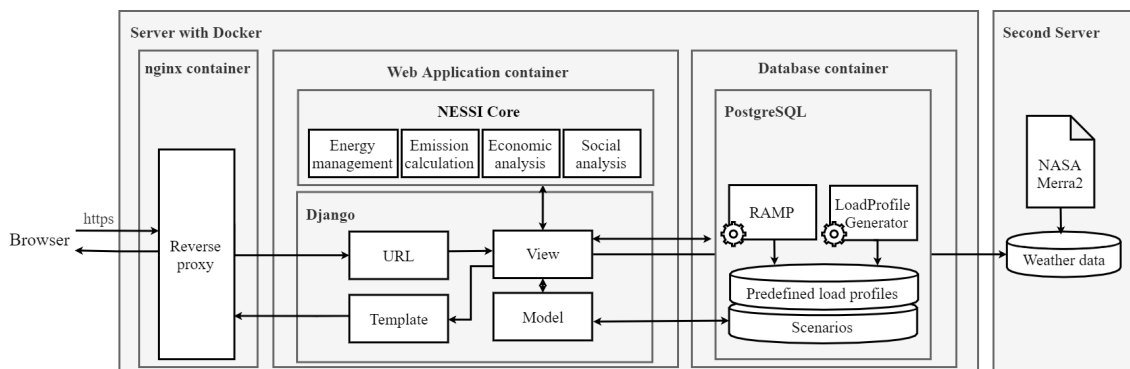 Server with Docker
Second Server
nginx container
Web Application container
Database container
NESSI Core
PostgreSQL
Energy
management
Emission
calculation
Economic
analysis
Social
analysis
NASA
Merra2
Django
RAMP
LoadProfile
Generator
https
Browser
Reverse
proxy
URL
View
Weather data
Predefined load profiles
Template
Model
Scenarios